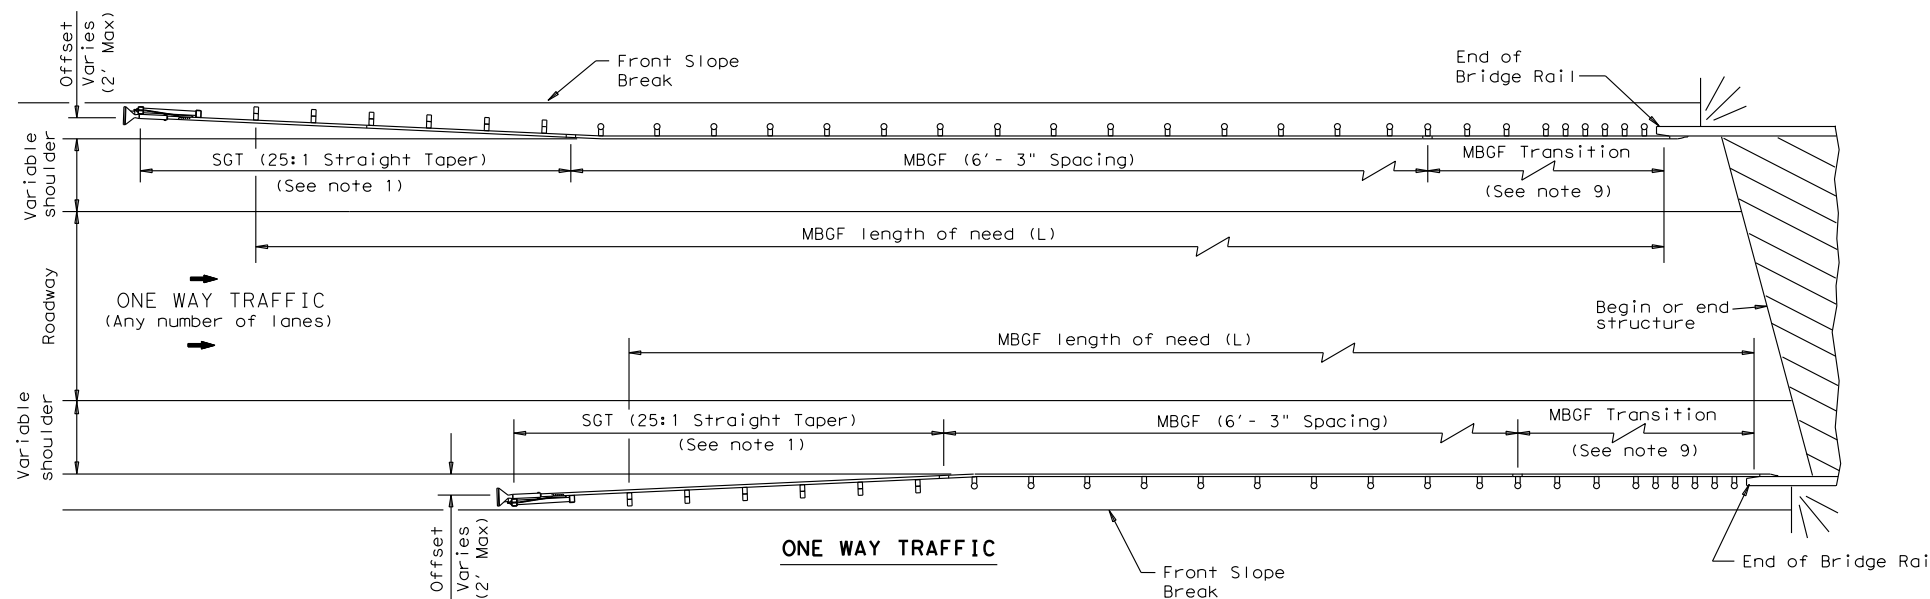 Offset
Varies
(2' Max)
Front Slope
Break
End of
Bridge Rail
Variable
shoulder
SGT (25:1 Straight Taper)
(See note 1)
MBGF (6'- 3" Spacing)
MBGF Transition
(See note 9)
MBGF length of need (L)
Roadway
ONE WAY TRAFFIC
(Any number of lanes)
Begin or end
structure
MBGF length of need (L)
Variable
shoulder
SGT (25:1 Straight Taper)
(See note 1)
MBGF (6'- 3" Spacing)
MBGF Transition
(See note 9)
Offset
Varies
(2' Max)
ONE WAY TRAFFIC
Front Slope
Break
End of Bridge Rai